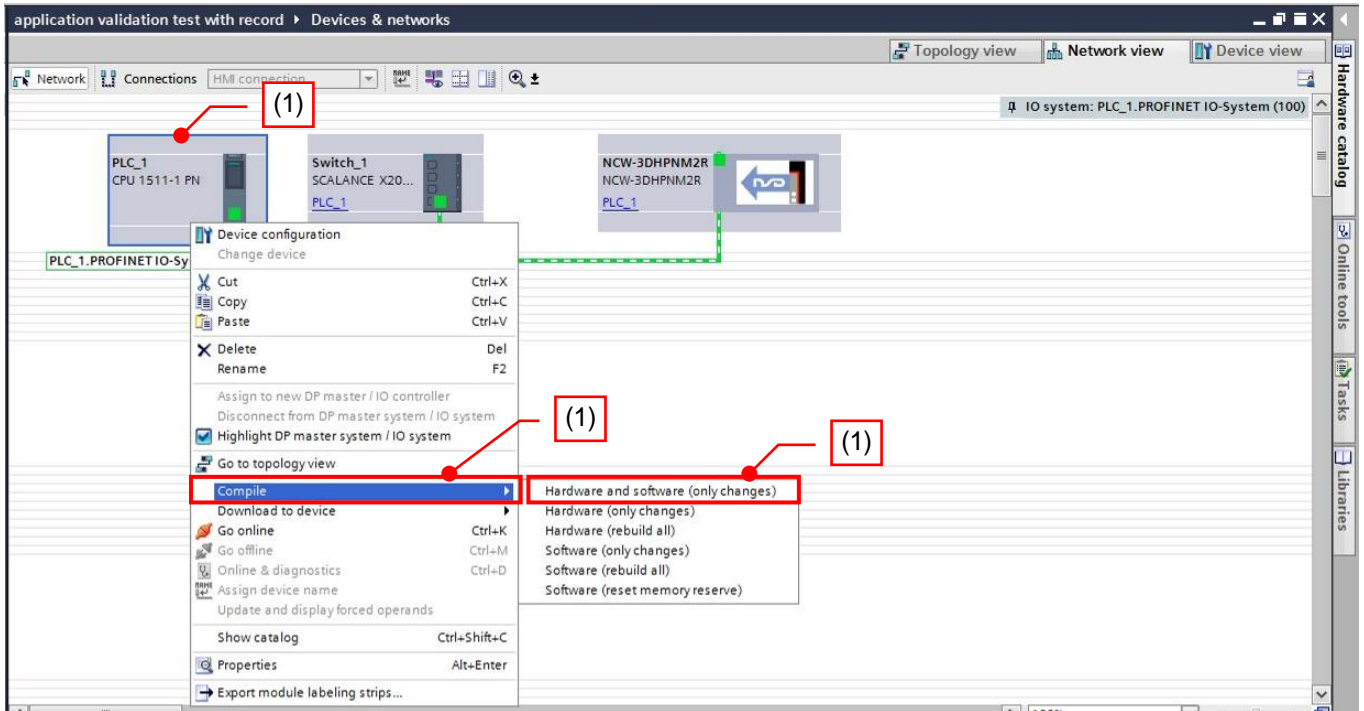 application validation test with record ▸ Devices & networks
Topology view Network view Device view
Network Connections HMI connection
(1)
IO system: PLC_1.PROFINET IO-System (100)
PLC_1
CPU 1511-1 PN
Switch_1
SCALANCE X20...
PLC_1
NCW-3DHPNM2R
NCW-3DHPNM2R
PLC_1
PLC_1.PROFINET IO-Sy
Device configuration
Change device
Cut Ctrl+X
Copy Ctrl+C
Paste Ctrl+V
Delete Del
Rename F2
Assign to new DP master / IO controller
Disconnect from DP master system / IO system
Highlight DP master system / IO system
Go to topology view
(1)
(1)
Compile
Download to device
Go online Ctrl+K
Go offline Ctrl+M
Online & diagnostics Ctrl+D
Assign device name
Update and display forced operands
Show catalog Ctrl+Shift+C
Properties Alt+Enter
Export module labeling strips...
Hardware and software (only changes)
Hardware (only changes)
Hardware (rebuild all)
Software (only changes)
Software (rebuild all)
Software (reset memory reserve)
Hardware catalog
Online tools
Tasks
Libraries